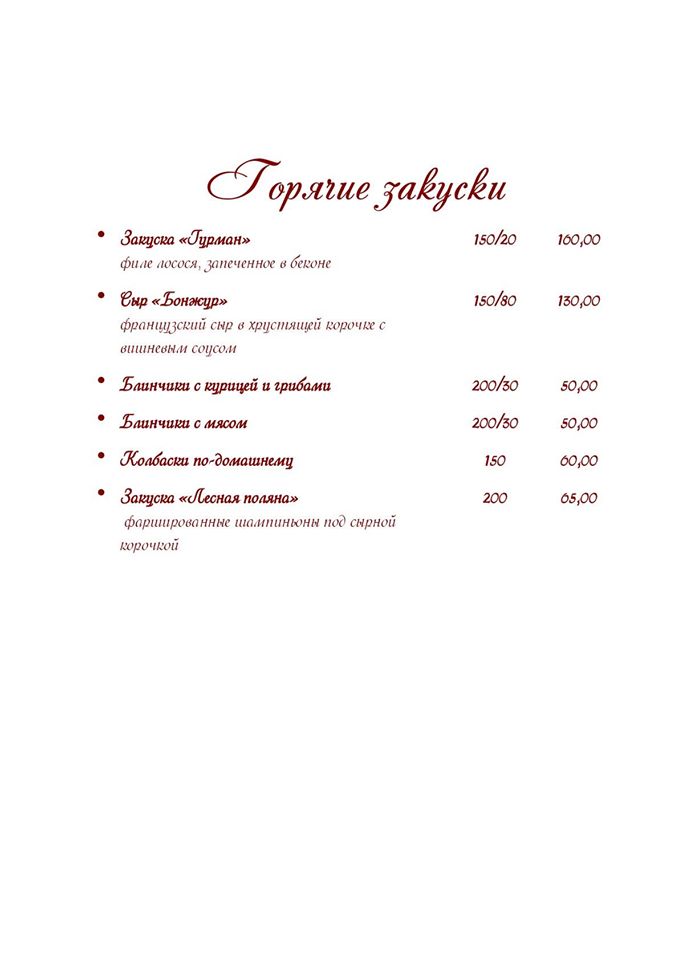 Горячие закуски
• Закуска «Гурман» 150/20 160,00
филе лосося, запеченное в беконе
• Сыр «Бонжур» 150/80 130,00
французский сыр в хрустящей корочке с
вишневым соусом
• Блинчики с курицей и грибами 200/30 50,00
• Блинчики с мясом 200/30 50,00
• Колбаски по-домашнему 150 60,00
• Закуска «Лесная поляна» 200 65,00
фаршированные шампиньоны под сырной
корочкой